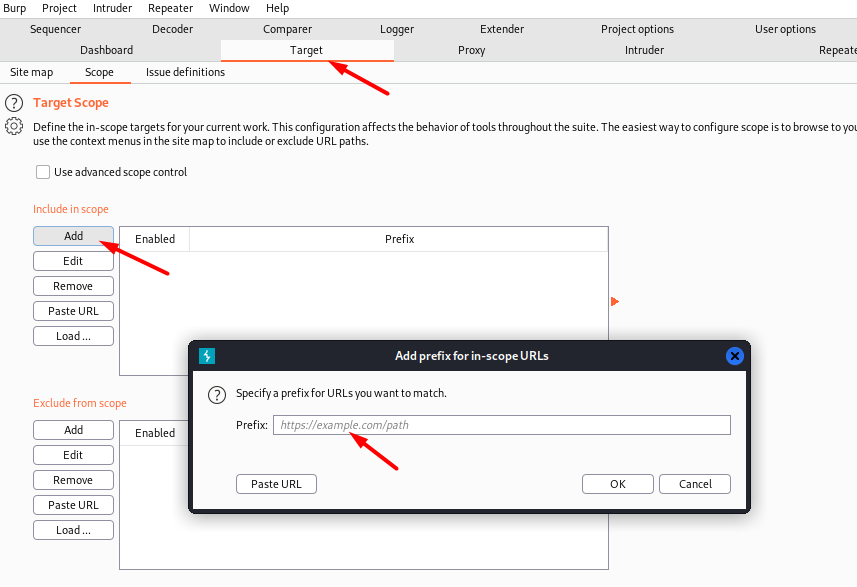 Burp Project Intruder Repeater Window Help
Sequencer Decoder Comparer Logger Extender Project options User options
Dashboard Target Proxy Intruder Repeate
Site map Scope Issue definitions
? Target Scope
Define the in-scope targets for your current work. This configuration affects the behavior of tools throughout the suite. The easiest way to configure scope is to browse to you
use the context menus in the site map to include or exclude URL paths.
Use advanced scope control
Include in scope
Add Enabled Prefix
Edit
Remove
Paste URL
Load ...
Add prefix for in-scope URLs
? Specify a prefix for URLs you want to match.
Prefix: https://example.com/path
Paste URL OK Cancel
Exclude from scope
Add Enabled
Edit
Remove
Paste URL
Load ...